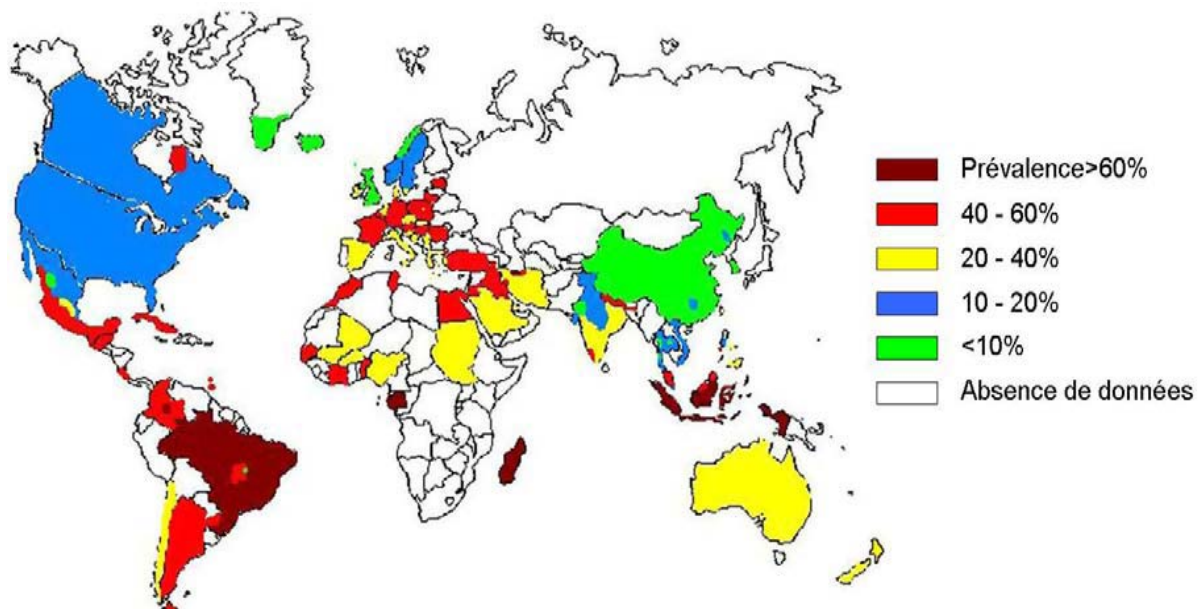 Prévalence>60%
40 - 60%
20 - 40%
10 - 20%
<10%
Absence de données